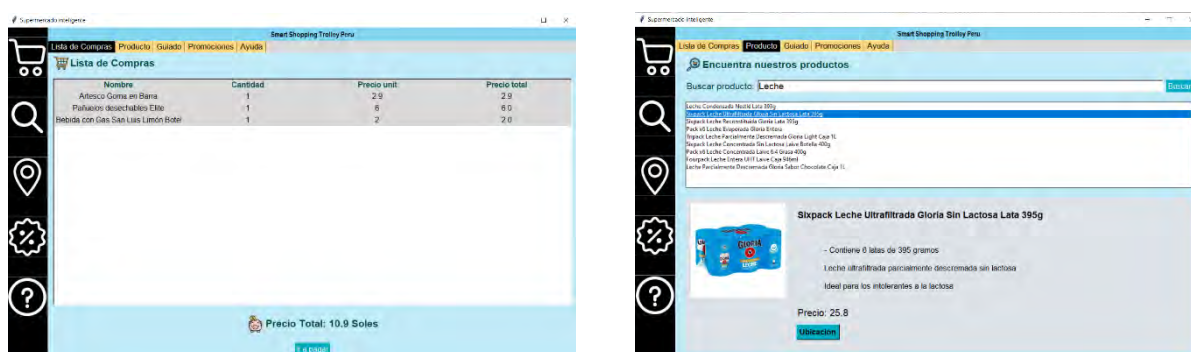 Supermercado inteligente
Smart Shopping Trolley Peru
Lista de Compras Producto Guiado Promociones Ayuda
Lista de Compras
Nombre Cantidad Precio unit Precio total
Artesco Goma en Barra 1 2.9 2.9
Pañuelos desechables Elite 1 6 6.0
Bebida con Gas San Luis Limón Botel 1 2 2.0
Precio Total: 10.9 Soles
Ir a pagar
Supermercado inteligente
Smart Shopping Trolley Peru
Lista de Compras Producto Guiado Promociones Ayuda
Encuentra nuestros productos
Buscar producto: Leche Buscar
Leche Condensada Nestlé Lata 393g
Sixpack Leche Ultrafiltrada Gloria Sin Lactosa Lata 395g
Sixpack Leche Reconstituida Gloria Lata 395g
Pack x6 Leche Evaporada Gloria Entera
Tripack Leche Parcialmente Descremada Gloria Light Caja 1L
Sixpack Leche Concentrada Sin Lactosa Laive Botella 400g
Pack x6 Leche Concentrada Laive 6.4 Grasa 400g
Fourpack Leche Entera UHT Laive Caja 946ml
Leche Parcialmente Descremada Gloria Sabor Chocolate Caja 1L
Sixpack Leche Ultrafiltrada Gloria Sin Lactosa Lata 395g
GLORIA
- Contiene 6 latas de 395 gramos
Leche ultrafiltrada parcialmente descremada sin lactosa
Ideal para los intolerantes a la lactosa
Precio: 25.8
Ubicación